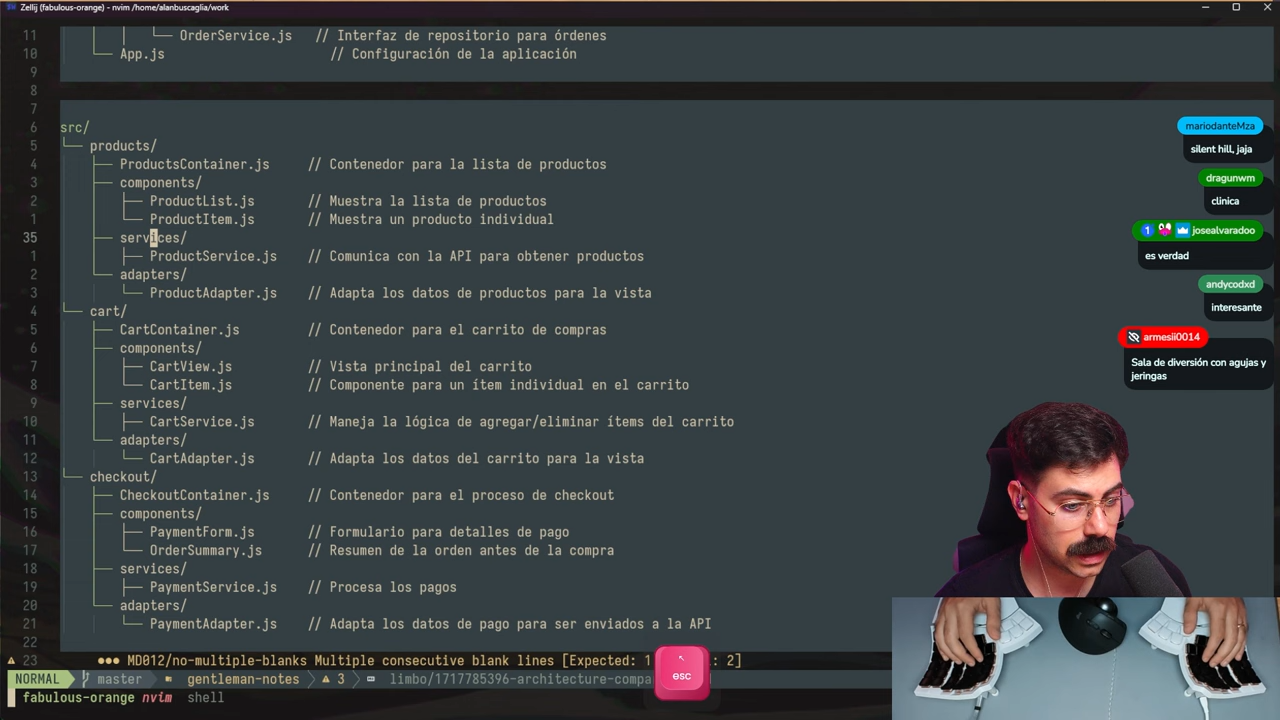 Zellij (fabulous-orange) - nvim /home/alanbuscaglia/work
11 │ │ └── OrderService.js // Interfaz de repositorio para órdenes
10 └── App.js // Configuración de la aplicación
9
8
7
6 src/
5 └── products/
4 ├── ProductsContainer.js // Contenedor para la lista de productos
3 ├── components/
2 │ ├── ProductList.js // Muestra la lista de productos
1 │ └── ProductItem.js // Muestra un producto individual
35 ├── services/
1 │ ├── ProductService.js // Comunica con la API para obtener productos
2 ├── adapters/
3 │ └── ProductAdapter.js // Adapta los datos de productos para la vista
4 └── cart/
5 ├── CartContainer.js // Contenedor para el carrito de compras
6 ├── components/
7 │ ├── CartView.js // Vista principal del carrito
8 │ └── CartItem.js // Componente para un ítem individual en el carrito
9 ├── services/
10 │ ├── CartService.js // Maneja la lógica de agregar/eliminar ítems del carrito
11 ├── adapters/
12 │ └── CartAdapter.js // Adapta los datos del carrito para la vista
13 └── checkout/
14 ├── CheckoutContainer.js // Contenedor para el proceso de checkout
15 ├── components/
16 │ ├── PaymentForm.js // Formulario para detalles de pago
17 │ └── OrderSummary.js // Resumen de la orden antes de la compra
18 ├── services/
19 │ ├── PaymentService.js // Procesa los pagos
20 ├── adapters/
21 │ └── PaymentAdapter.js // Adapta los datos de pago para ser enviados a la API
22
23 ●●● MD012/no-multiple-blanks Multiple consecutive blank lines [Expected: 1 : 2]
NORMAL master gentleman-notes 3 limbo/1717785396-architecture-compa
fabulous-orange nvim shell
esc
mariodanteMza
silent hill, jaja
dragunwm
clinica
1 josealvaradoo
es verdad
andycodxd
interesante
armesii0014
Sala de diversión con agujas y
jeringas